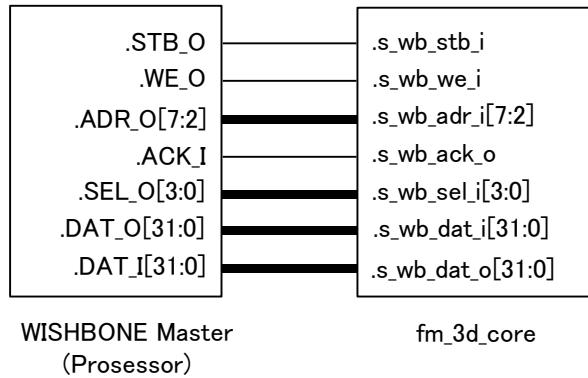 .STB_O
.WE_O
.ADR_O[7:2]
.ACK_I
.SEL_O[3:0]
.DAT_O[31:0]
.DAT_I[31:0]
.s_wb_stb_i
.s_wb_we_i
.s_wb_adr_i[7:2]
.s_wb_ack_o
.s_wb_sel_i[3:0]
.s_wb_dat_i[31:0]
.s_wb_dat_o[31:0]
WISHBONE Master
(Prosessor)
fm_3d_core